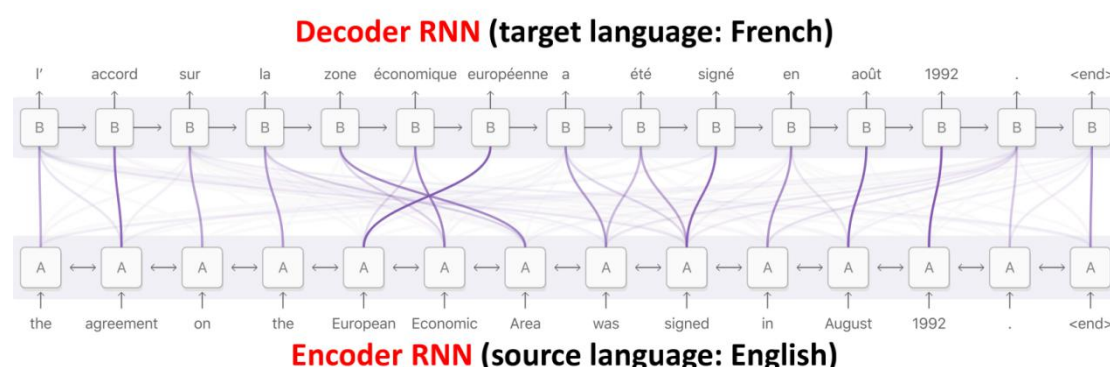 Decoder RNN (target language: French)
l' accord sur la zone économique européenne a été signé en août 1992 . <end>
B B B B B B B B B B B B B B B
A A A A A A A A A A A A A A
the agreement on the European Economic Area was signed in August 1992 . <end>
Encoder RNN (source language: English)